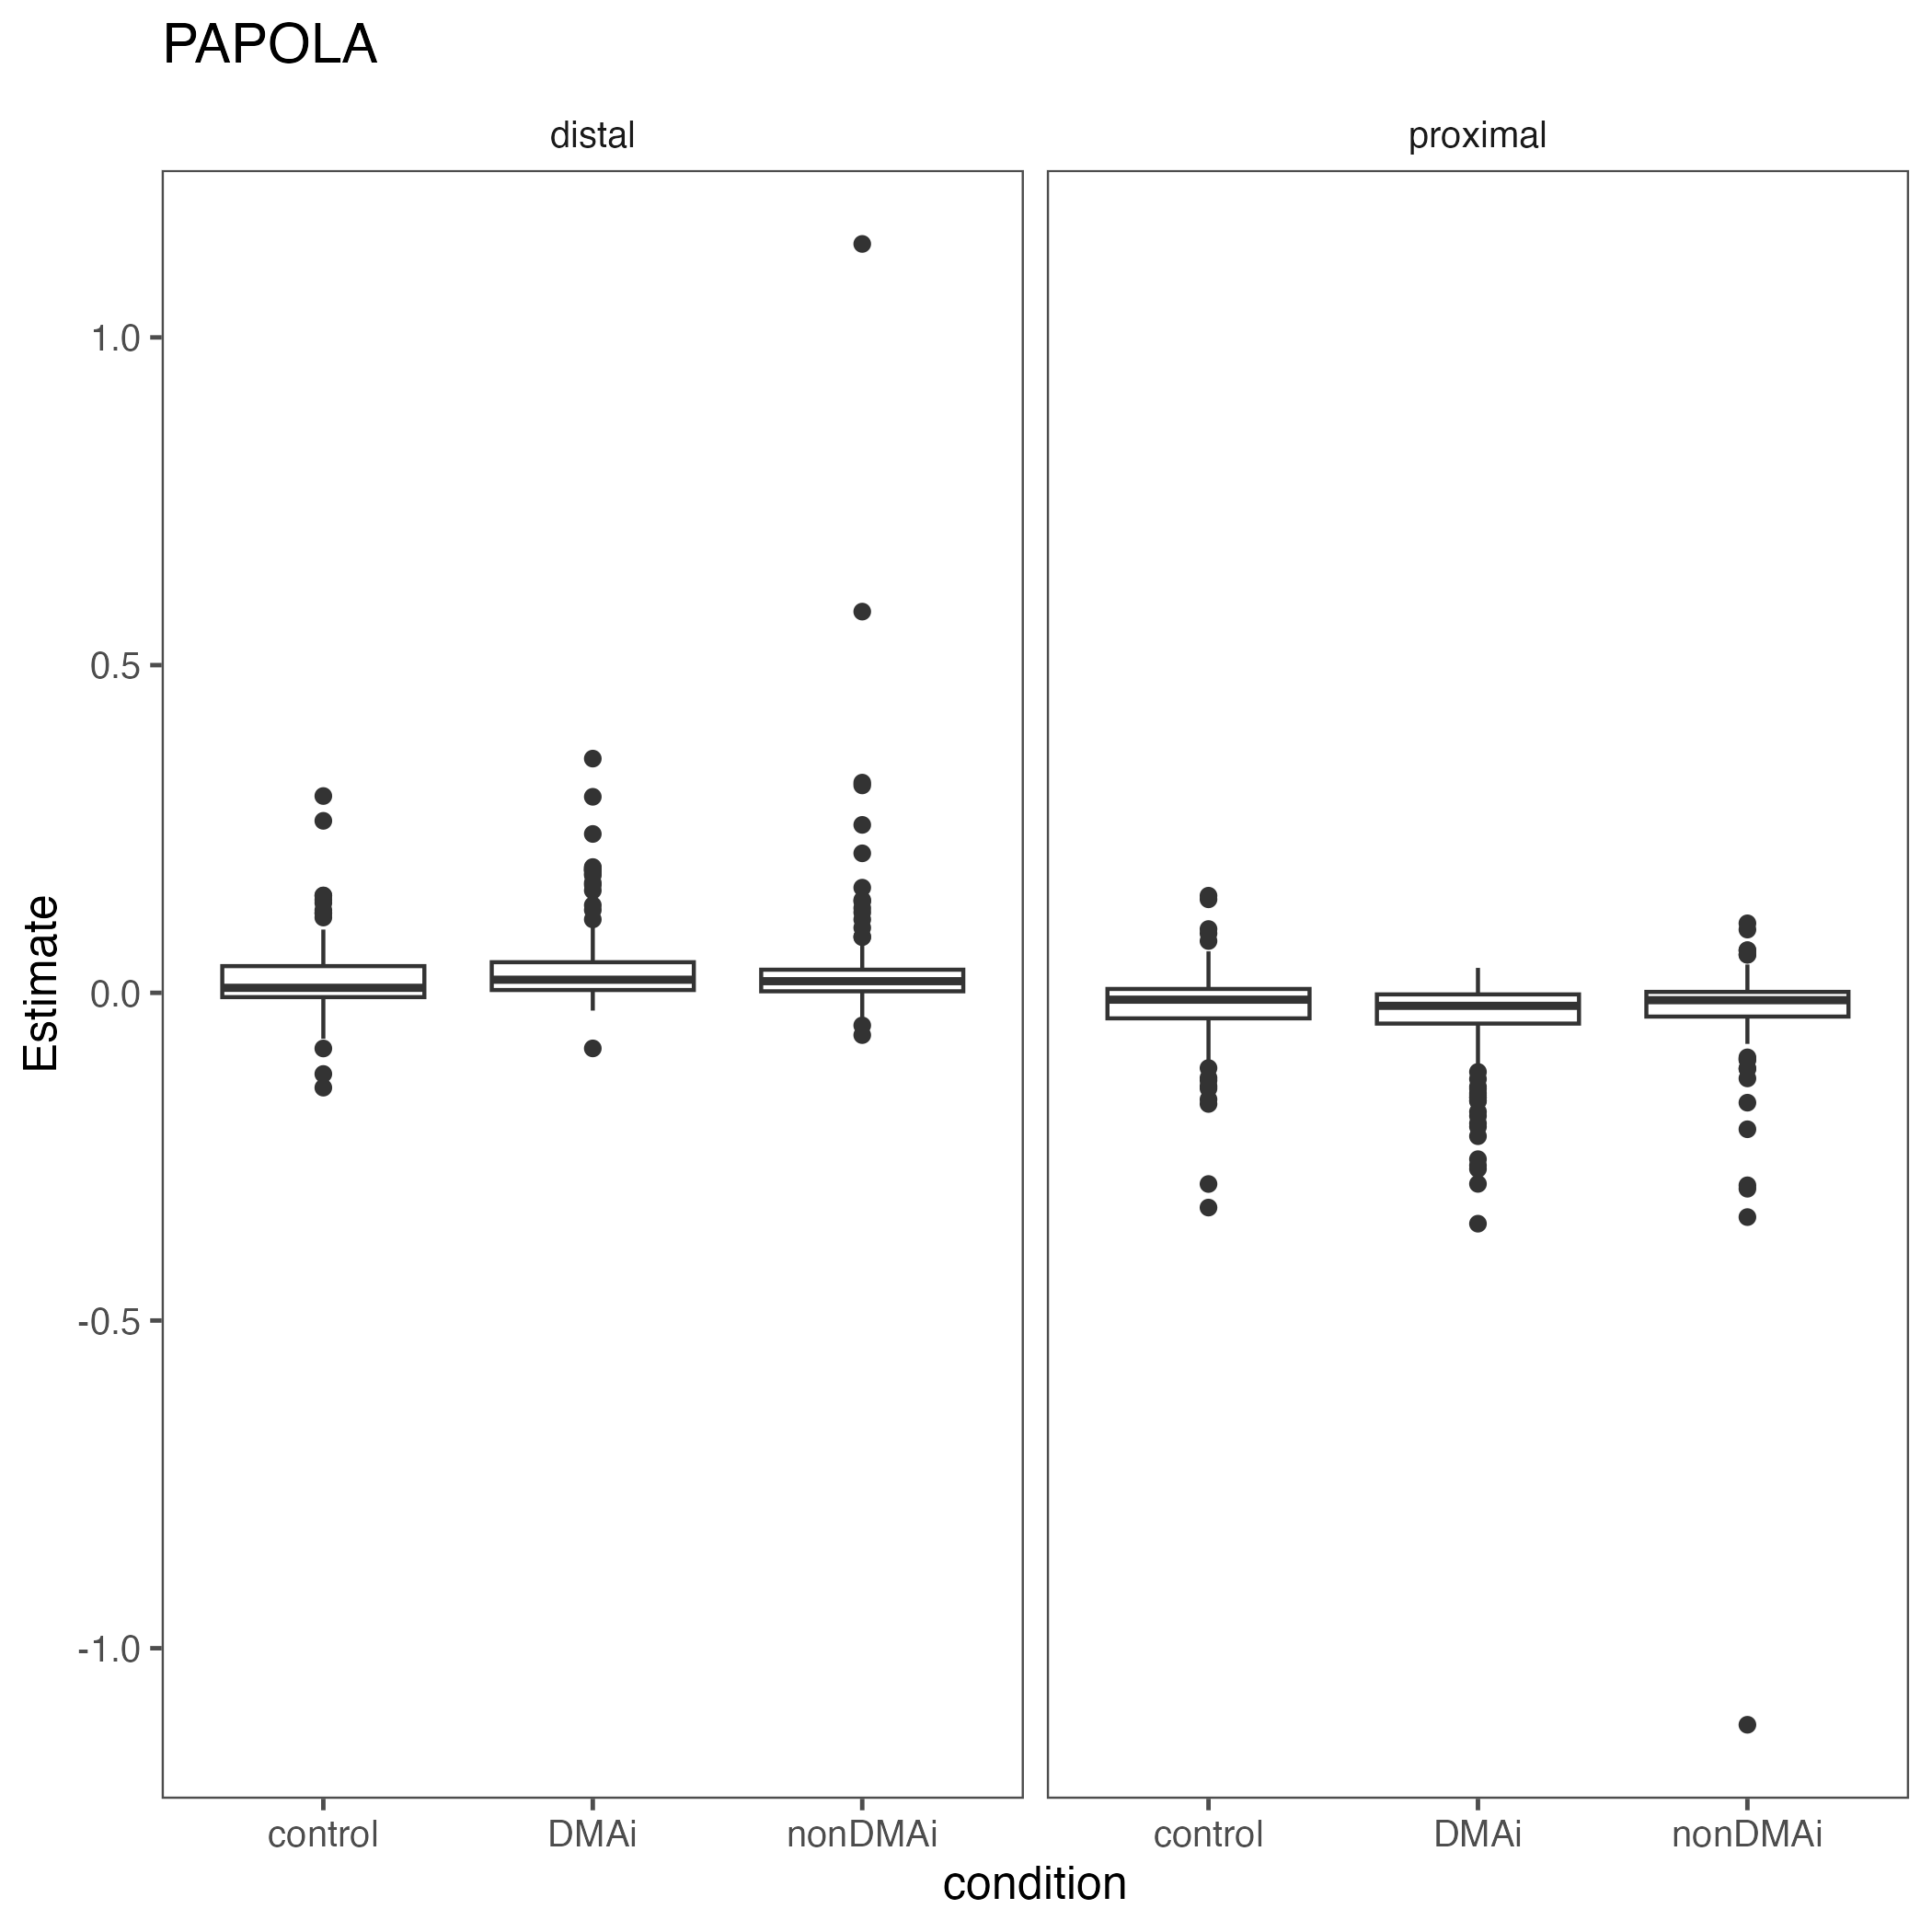 PAPOLA
distal proximal
1.0
0.5
0.0
-0.5
-1.0
Estimate
control DMAi nonDMAi control DMAi nonDMAi
condition